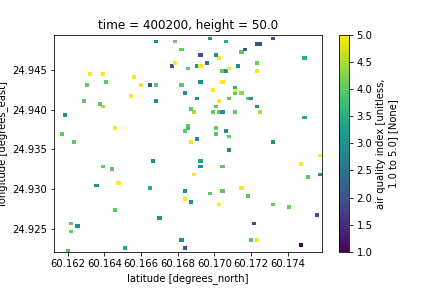 time = 400200, height = 50.0
24.945
24.940
24.935
24.930
24.925
60.162 60.164 60.166 60.168 60.170 60.172 60.174
latitude [degrees_north]
longitude [degrees_east]
5.0
4.5
4.0
3.5
3.0
2.5
2.0
1.5
1.0
air quality index [unitless,
1.0 to 5.0] [None]